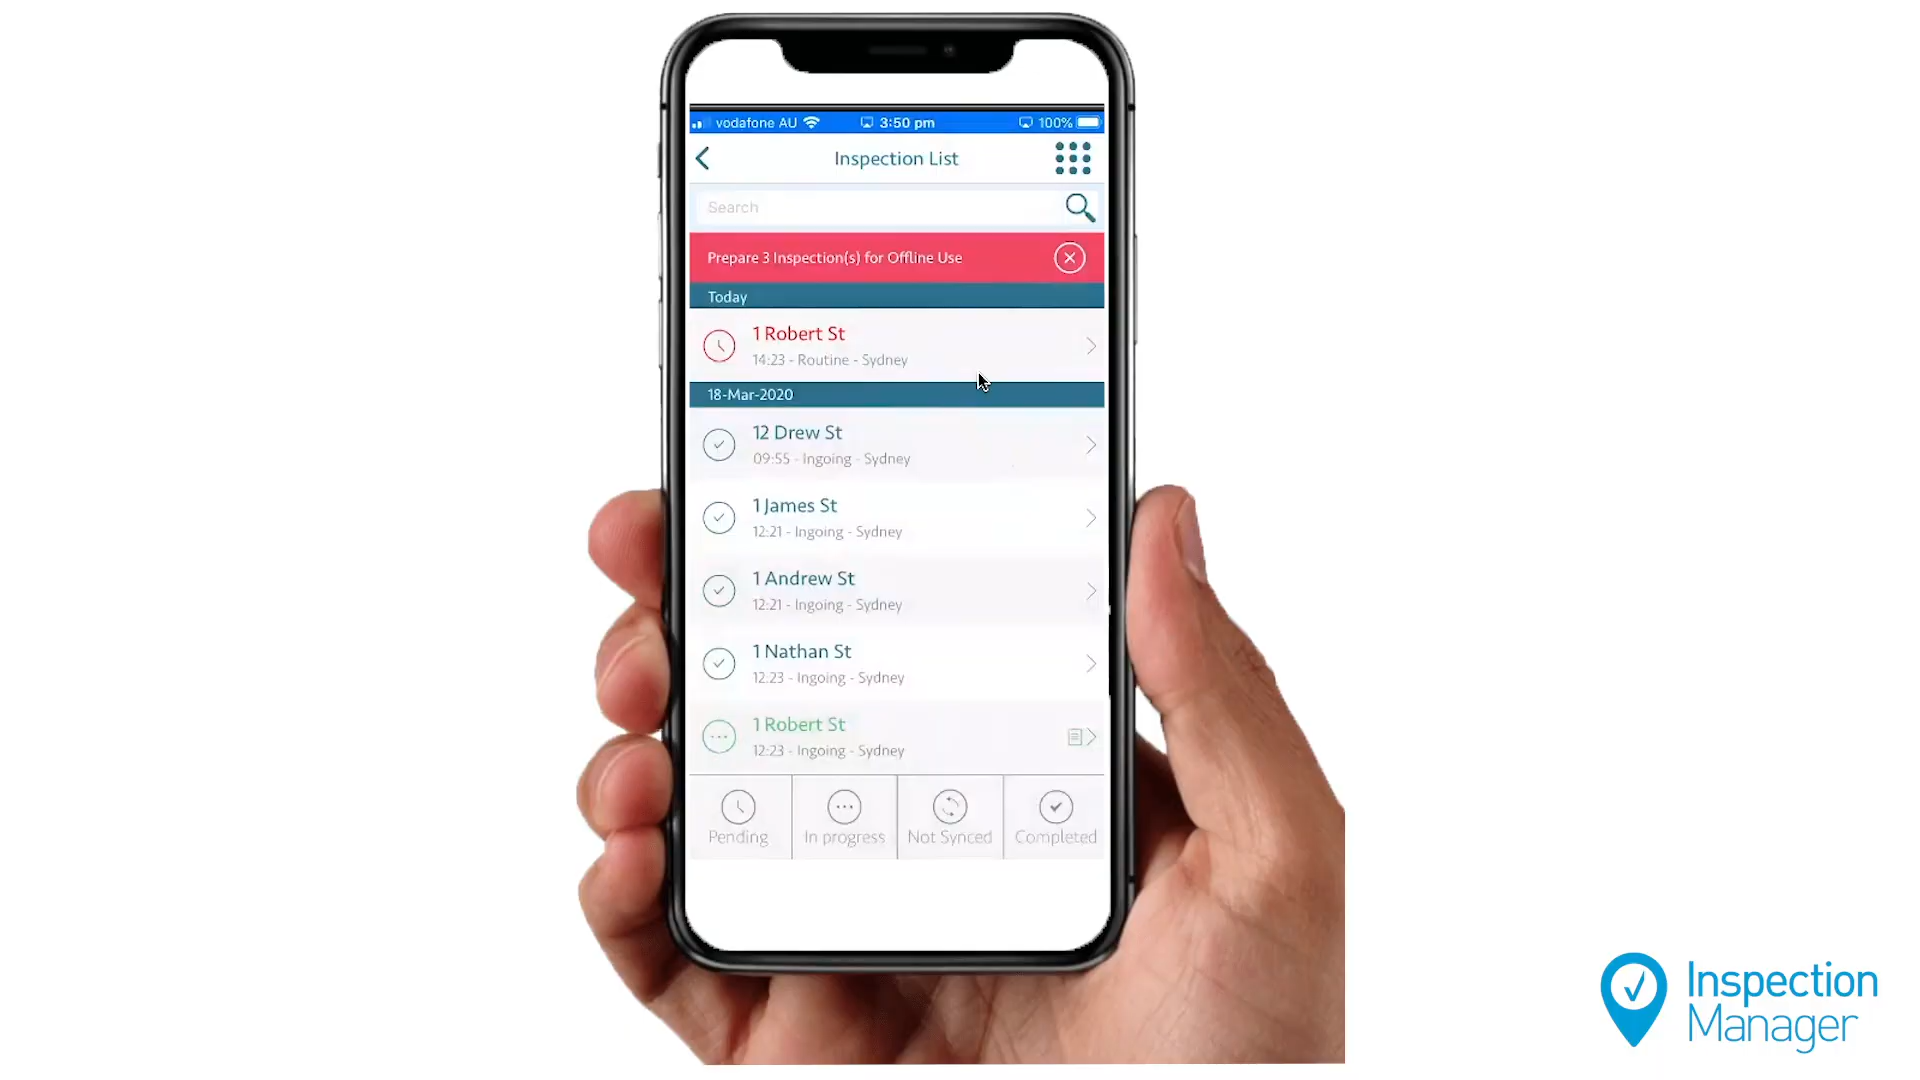 vodafone AU 3:50 pm 100%
Inspection List
Search
Prepare 3 Inspection(s) for Offline Use
Today
1 Robert St
14:23 - Routine - Sydney
18-Mar-2020
12 Drew St
09:55 - Ingoing - Sydney
1 James St
12:21 - Ingoing - Sydney
1 Andrew St
12:21 - Ingoing - Sydney
1 Nathan St
12:23 - Ingoing - Sydney
1 Robert St
12:23 - Ingoing - Sydney
Pending In progress Not Synced Completed
Inspection
Manager